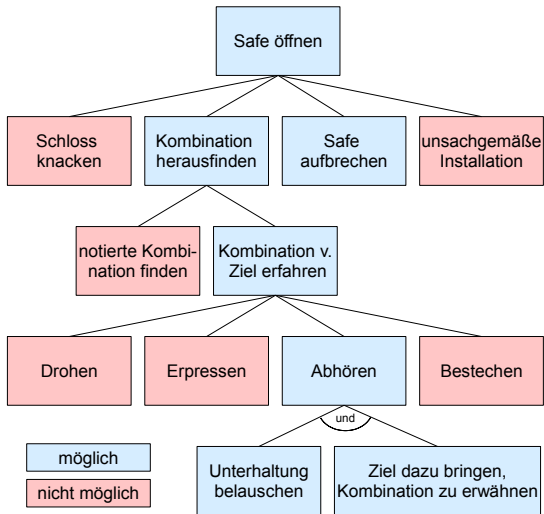 Safe öffnen
Schloss
knacken
Kombination
herausfinden
Safe
aufbrechen
unsachgemäße
Installation
notierte Kombi-
nation finden
Kombination v.
Ziel erfahren
Drohen
Erpressen
Abhören
Bestechen
und
möglich
nicht möglich
Unterhaltung
belauschen
Ziel dazu bringen,
Kombination zu erwähnen